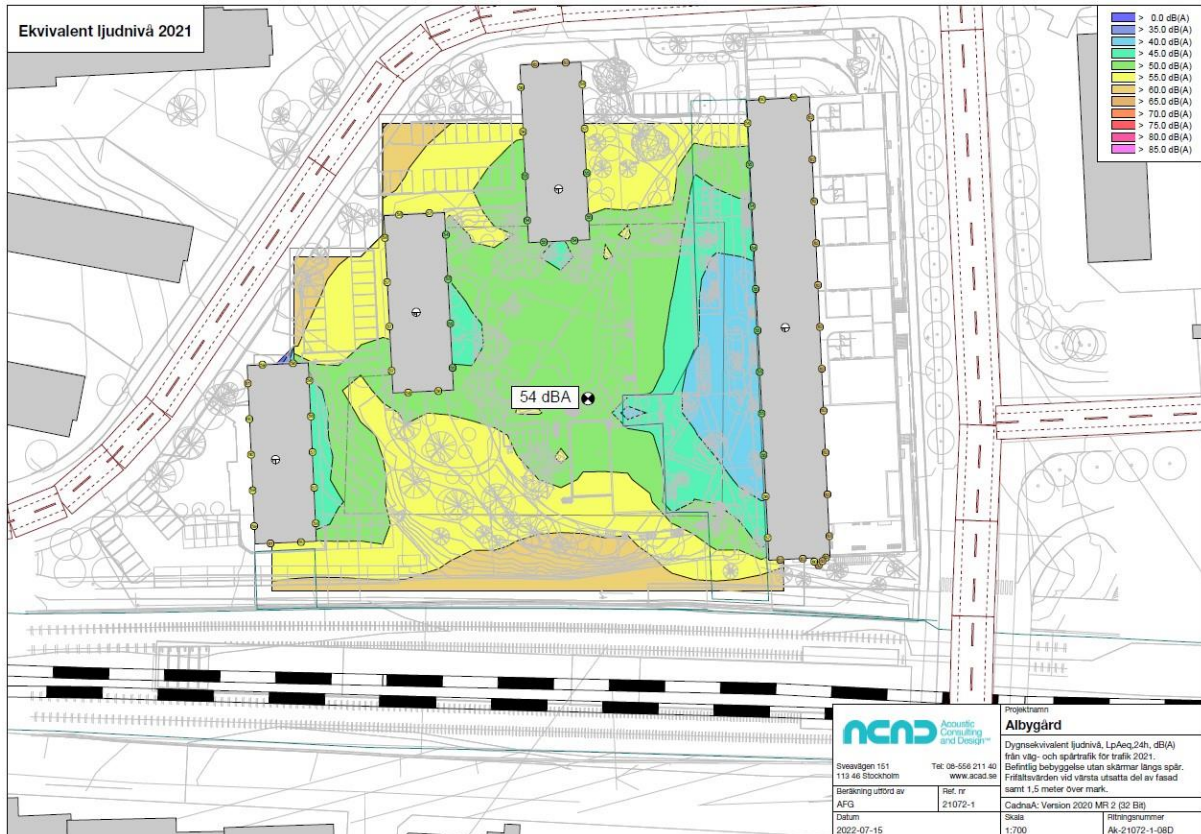 Ekvivalent ljudnivå 2021
> 0.0 dB(A)
> 35.0 dB(A)
> 40.0 dB(A)
> 45.0 dB(A)
> 50.0 dB(A)
> 55.0 dB(A)
> 60.0 dB(A)
> 65.0 dB(A)
> 70.0 dB(A)
> 75.0 dB(A)
> 80.0 dB(A)
> 85.0 dB(A)
54 dBA
ACAD Acoustic
Consulting
and Design™
Sveavägen 151 Tel: 08-556 211 40
113 46 Stockholm www.acad.se
Beräkning utförd av Ref. nr
AFG 21072-1
Datum
2022-07-15
Projektnamn
Albygård
Dygnsekvivalent ljudnivå, LpAeq,24h, dB(A)
från väg- och spårtrafik för trafik 2021.
Befintlig bebyggelse utan skärmar längs spår.
Frifältsvärden vid värsta utsatta del av fasad
samt 1,5 meter över mark.
CadnaA: Version 2020 MR 2 (32 Bit)
Skala Ritningsnummer
1:700 Ak-21072-1-08D